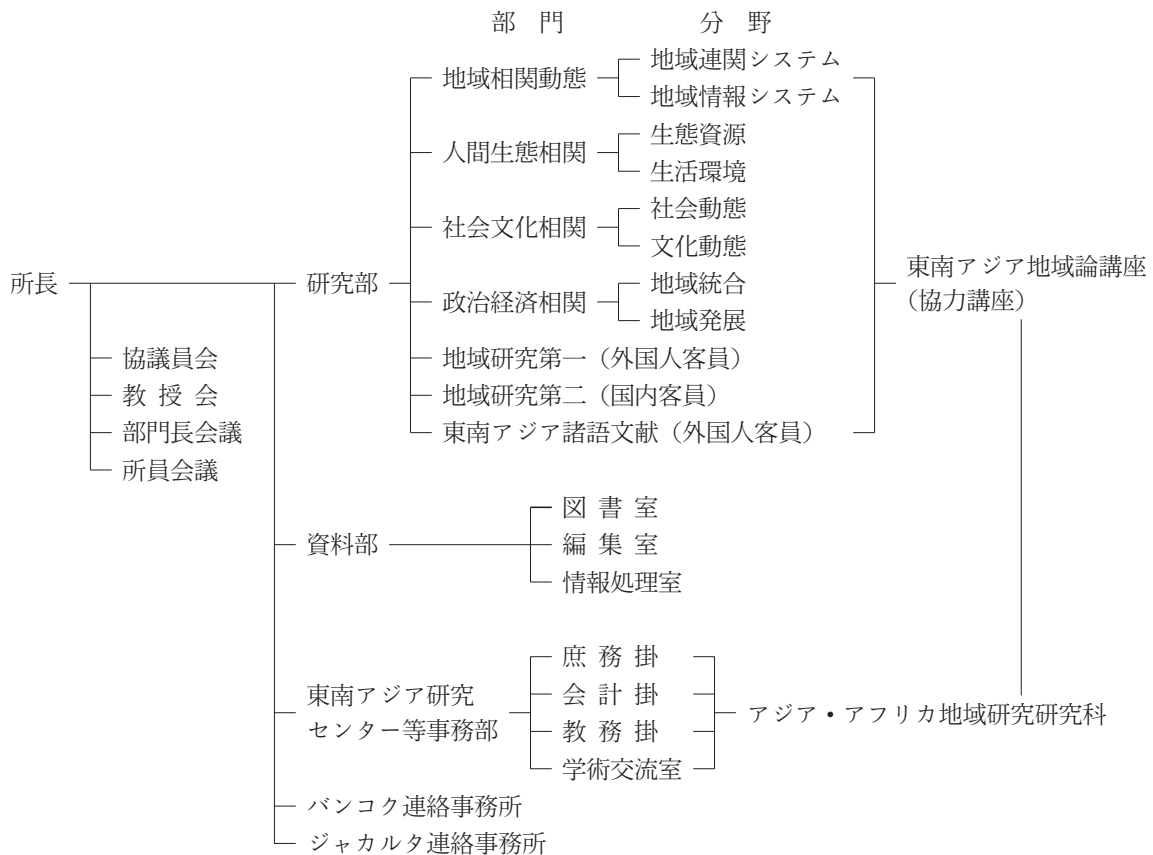 部　門　分　野
地域相関動態
地域連関システム
地域情報システム
人間生態相関
生態資源
生活環境
社会文化相関
社会動態
文化動態
政治経済相関
地域統合
地域発展
地域研究第一（外国人客員）
地域研究第二（国内客員）
東南アジア諸語文献（外国人客員）
所長
研究部
東南アジア地域論講座
（協力講座）
協議員会
教 授 会
部門長会議
所員会議
資料部
図 書 室
編 集 室
情報処理室
東南アジア研究
センター等事務部
庶 務 掛
会 計 掛
教 務 掛
学術交流室
アジア・アフリカ地域研究研究科
バンコク連絡事務所
ジャカルタ連絡事務所